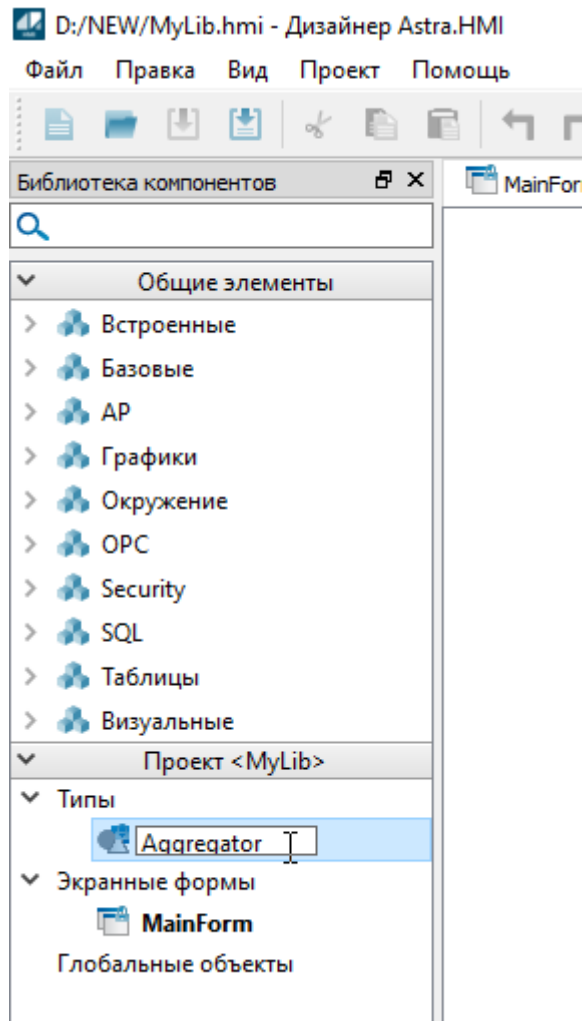 D:/NEW/MyLib.hmi - Дизайнер Astra.HMI
Файл Правка Вид Проект Помощь
Библиотека компонентов
MainFor
Общие элементы
Встроенные
Базовые
AP
Графики
Окружение
OPC
Security
SQL
Таблицы
Визуальные
Проект <MyLib>
Типы
Aggregator
Экранные формы
MainForm
Глобальные объекты